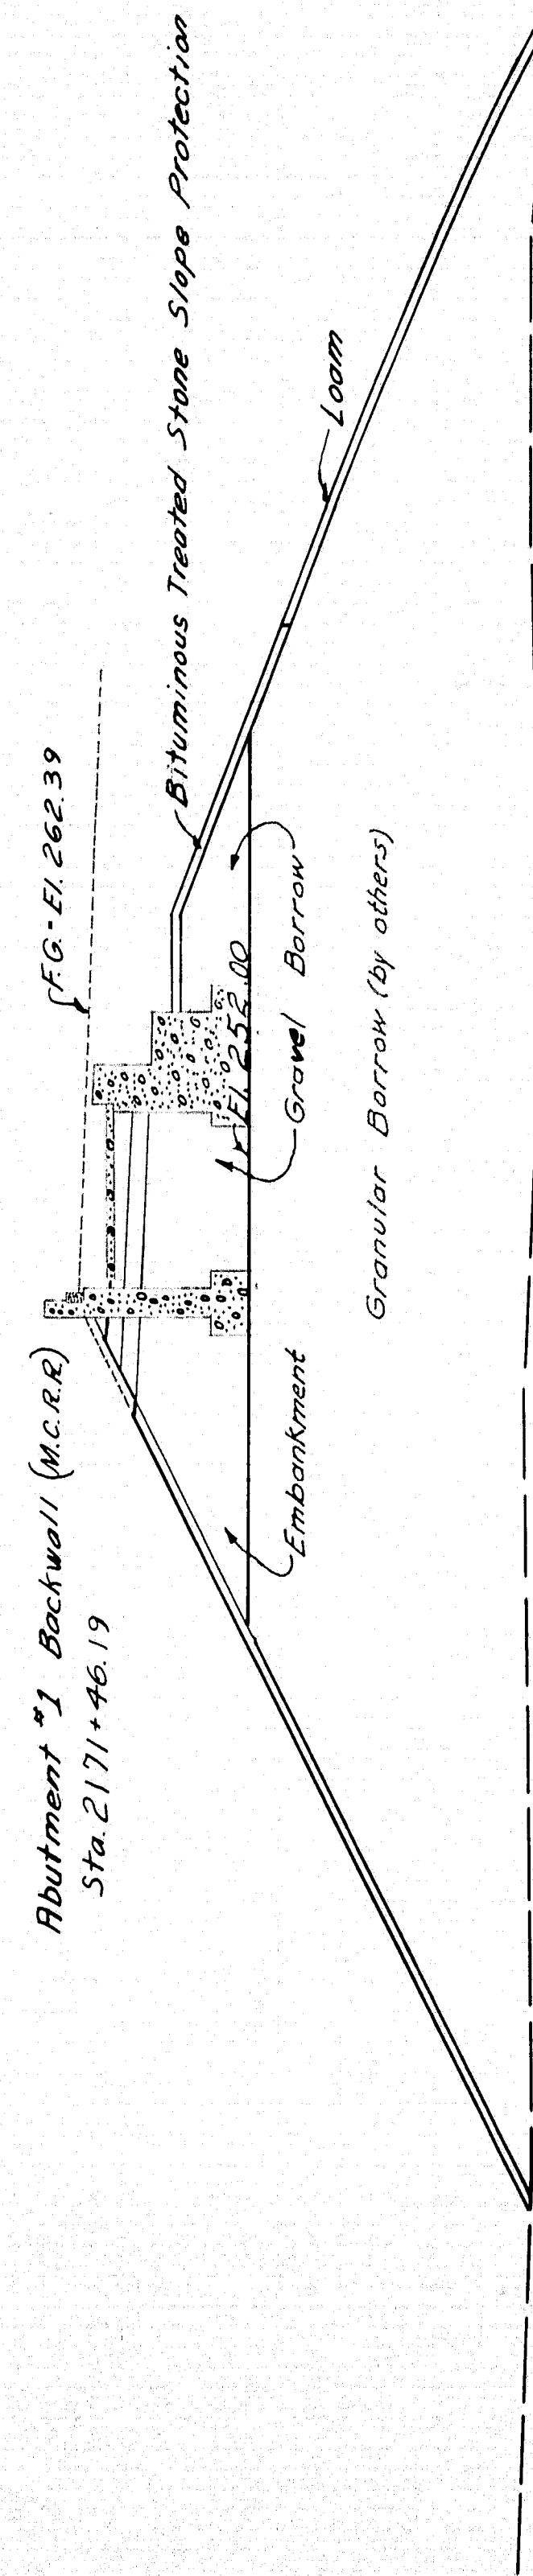 Abutment #1 Backwall (M.C.R.R.)
Sta. 2171+46.19
F.G.-El. 262.39
Bituminous Treated Stone Slope Protection
Loam
El. 252.00
Gravel Borrow
Embankment
Granular Borrow (by others)